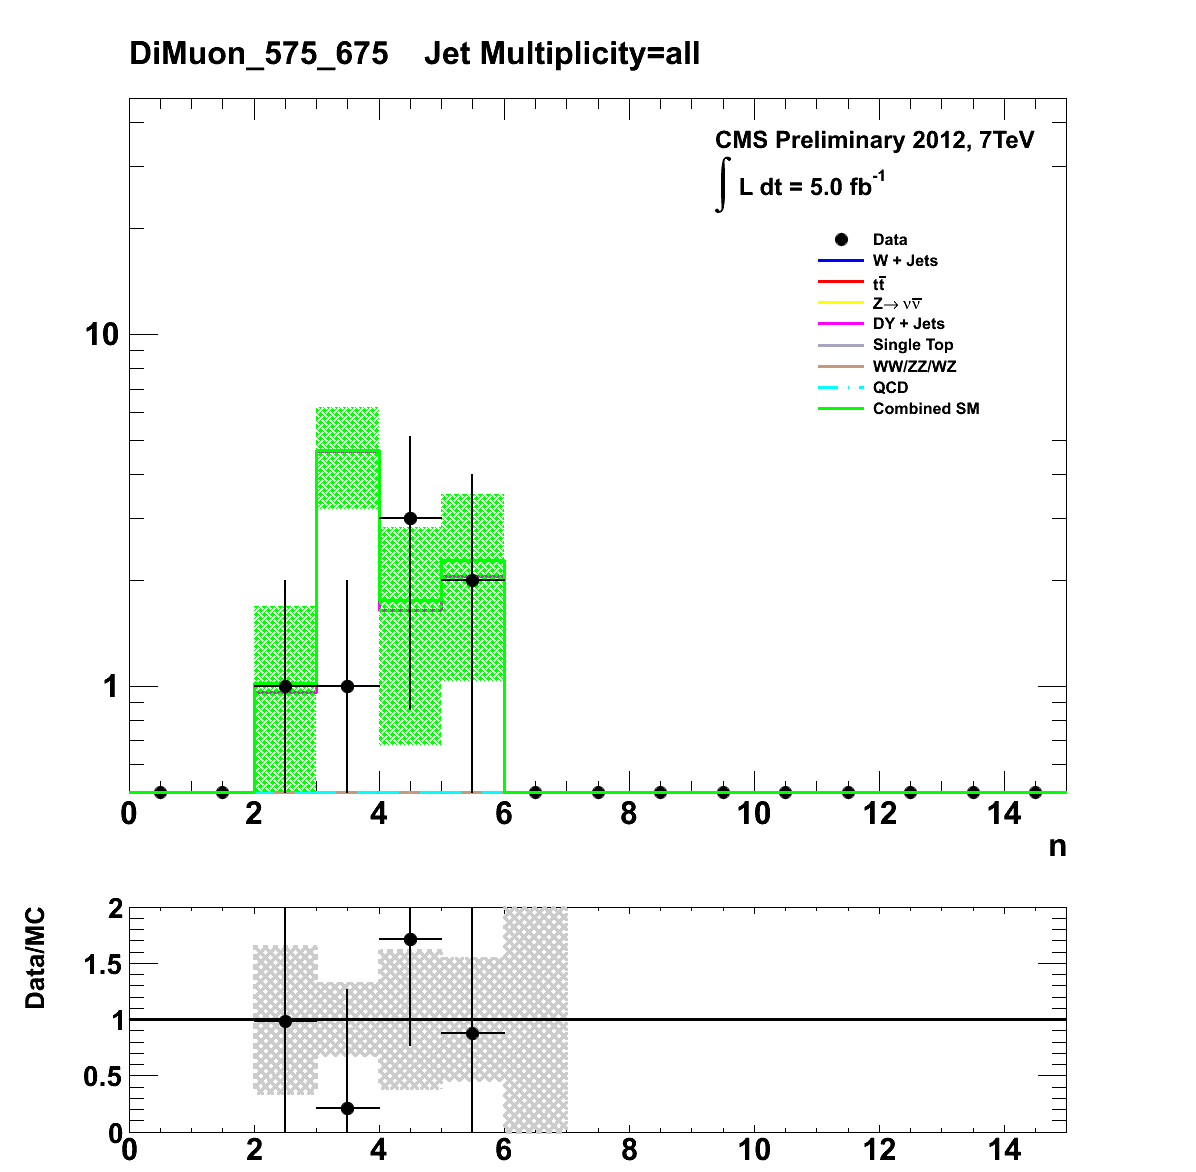 DiMuon_575_675 Jet Multiplicity=all
CMS Preliminary 2012, 7TeV
∫ L dt = 5.0 fb⁻¹
Data
W + Jets
tt̅
Z→ νν̅
DY + Jets
Single Top
WW/ZZ/WZ
QCD
Combined SM
10
1
0 2 4 6 8 10 12 14
n
Data/MC
2
1.5
1
0.5
0
0 2 4 6 8 10 12 14